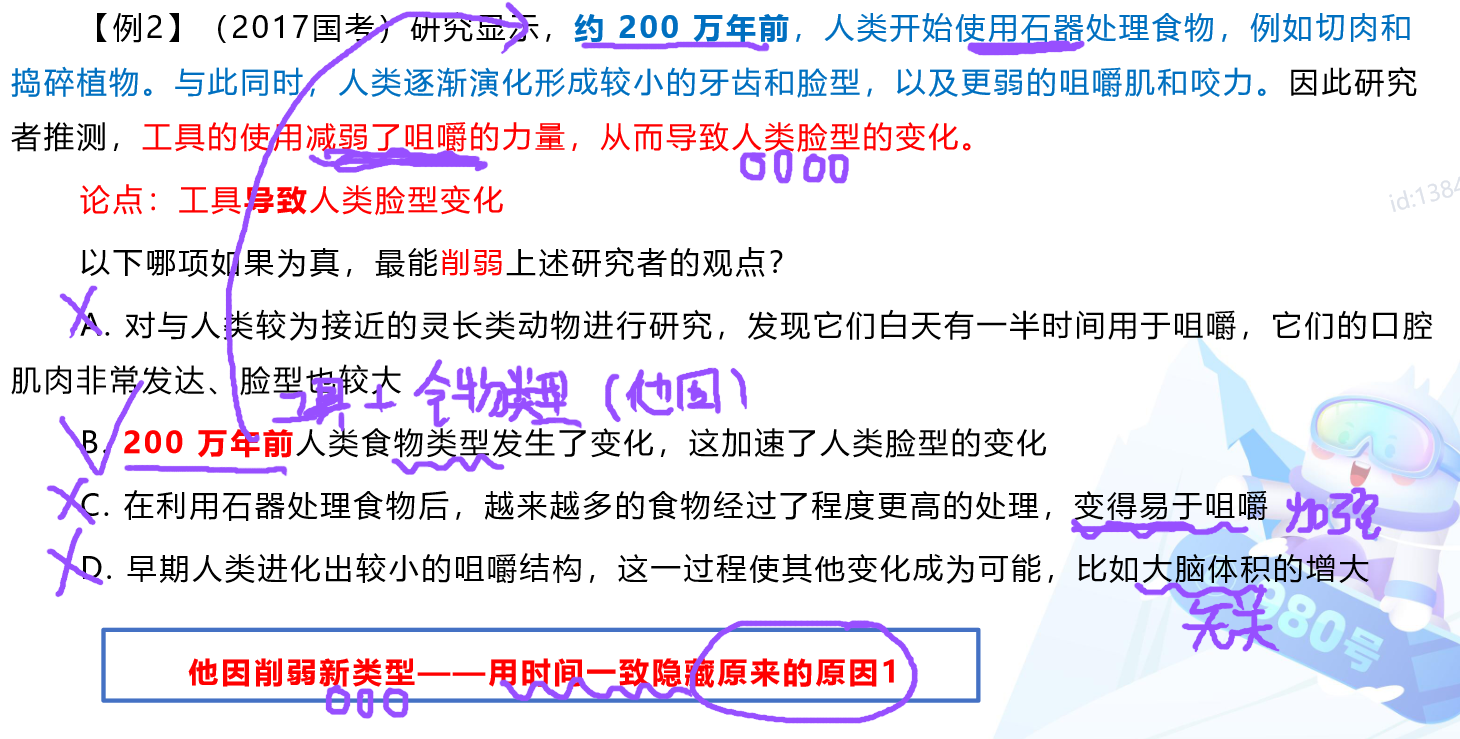 【例2】（2017国考）研究显示，约 200 万年前，人类开始使用石器处理食物，例如切肉和
捣碎植物。与此同时，人类逐渐演化形成较小的牙齿和脸型，以及更弱的咀嚼肌和咬力。因此研究
者推测，工具的使用减弱了咀嚼的力量，从而导致人类脸型的变化。
id:1384
论点：工具导致人类脸型变化
以下哪项如果为真，最能削弱上述研究者的观点？
A. 对与人类较为接近的灵长类动物进行研究，发现它们白天有一半时间用于咀嚼，它们的口腔
肌肉非常发达、脸型也较大
工具＋食物类型（他因）
B. 200 万年前人类食物类型发生了变化，这加速了人类脸型的变化
C. 在利用石器处理食物后，越来越多的食物经过了程度更高的处理，变得易于咀嚼 加强
D. 早期人类进化出较小的咀嚼结构，这一过程使其他变化成为可能，比如大脑体积的增大
无关
980号
他因削弱新类型——用时间一致隐藏原来的原因1